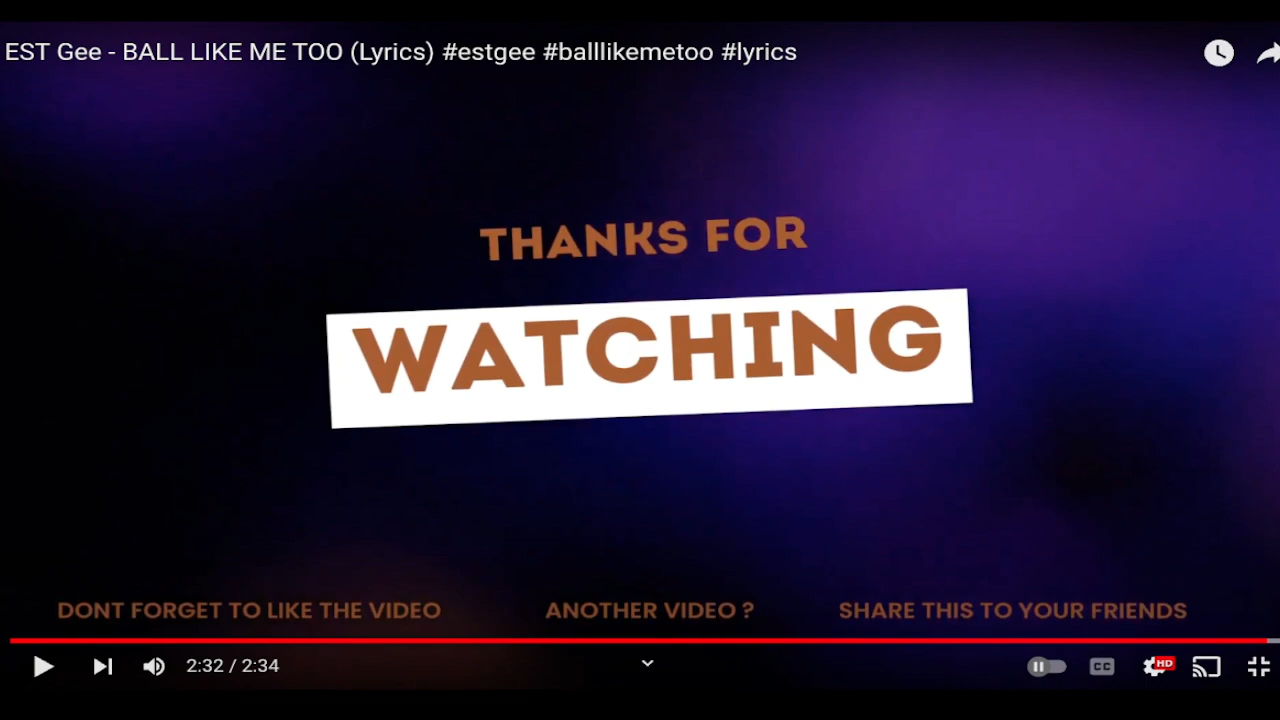 EST Gee - BALL LIKE ME TOO (Lyrics) #estgee #balllikemetoo #lyrics
THANKS FOR
WATCHING
DONT FORGET TO LIKE THE VIDEO ANOTHER VIDEO ? SHARE THIS TO YOUR FRIENDS
2:32 / 2:34 CC HD